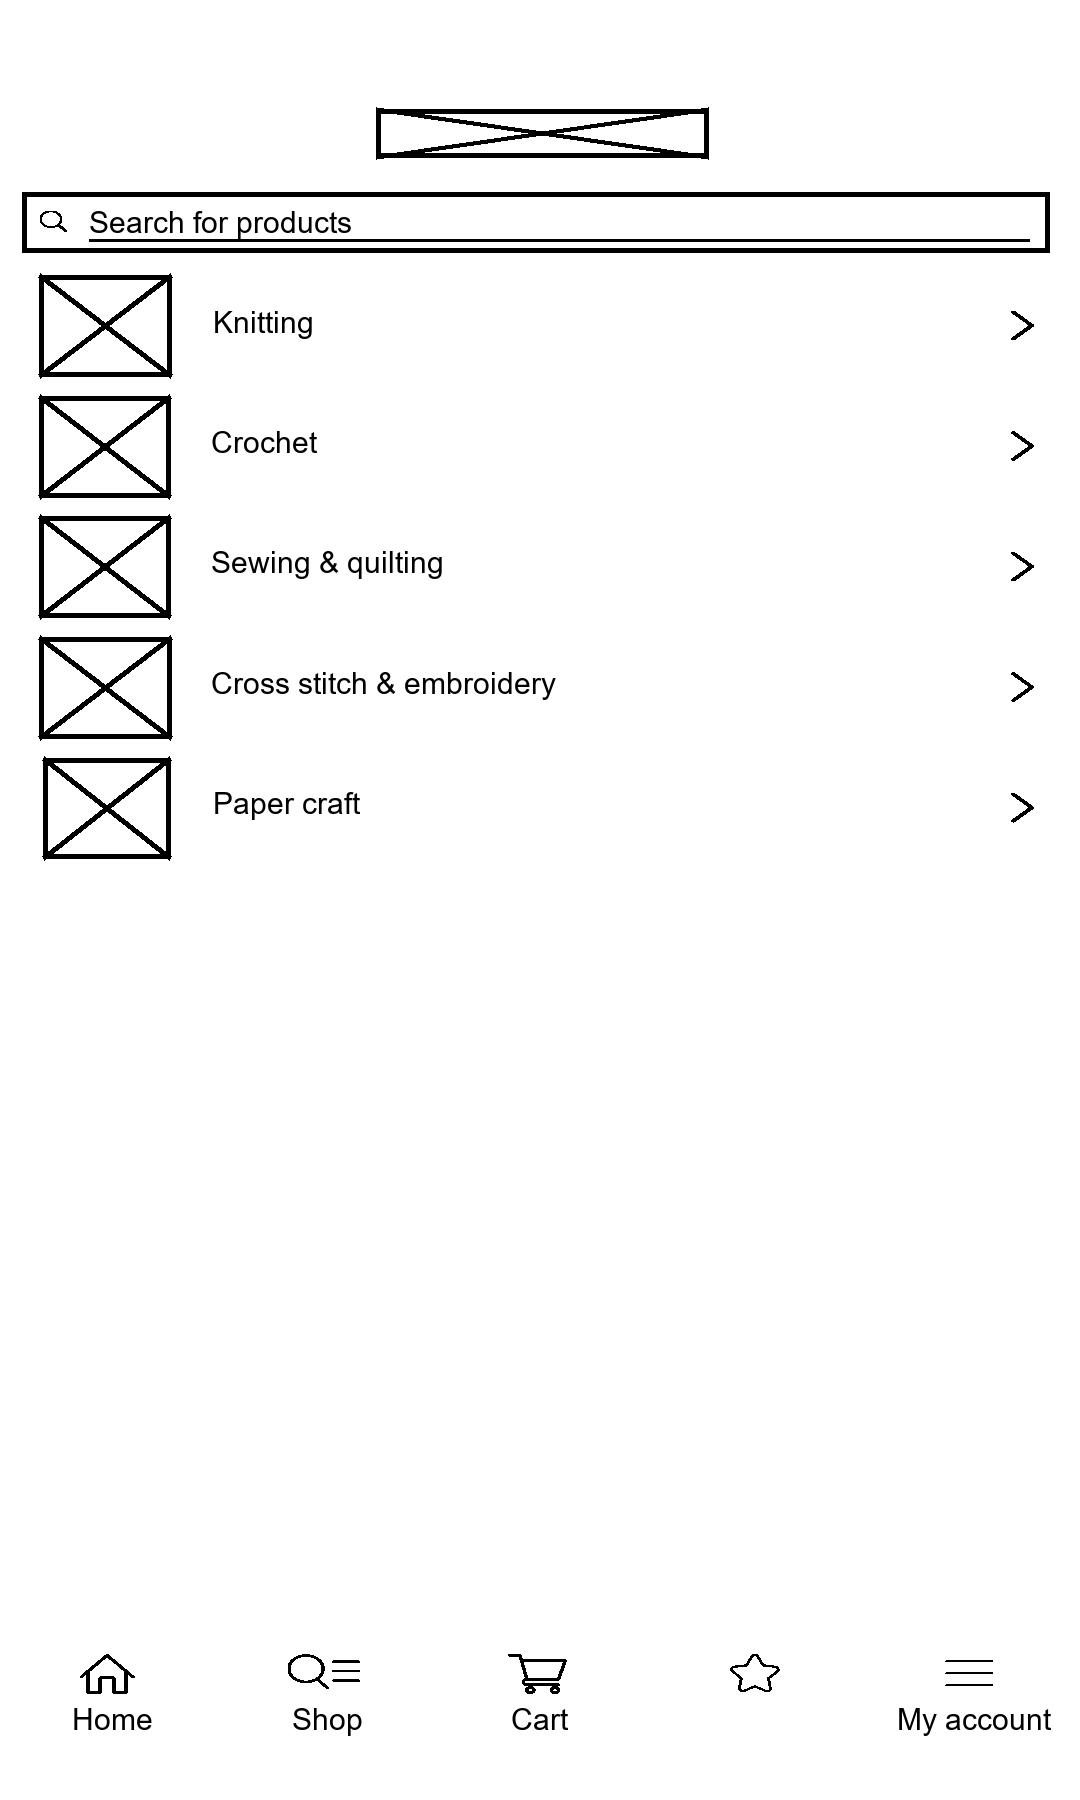 Search for products
Knitting
Crochet
Sewing & quilting
Cross stitch & embroidery
Paper craft
Home
Shop
Cart
My account